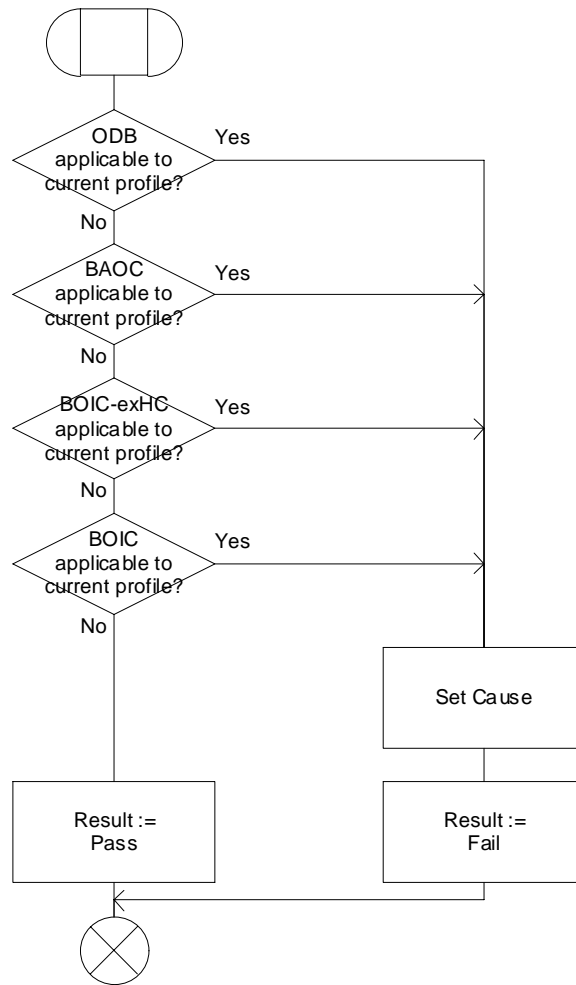 ODB
applicable to
current profile?
Yes
No
BAOC
applicable to
current profile?
Yes
No
BOIC-exHC
applicable to
current profile?
Yes
No
BOIC
applicable to
current profile?
Yes
No
Set Cause
Result :=
Pass
Result :=
Fail